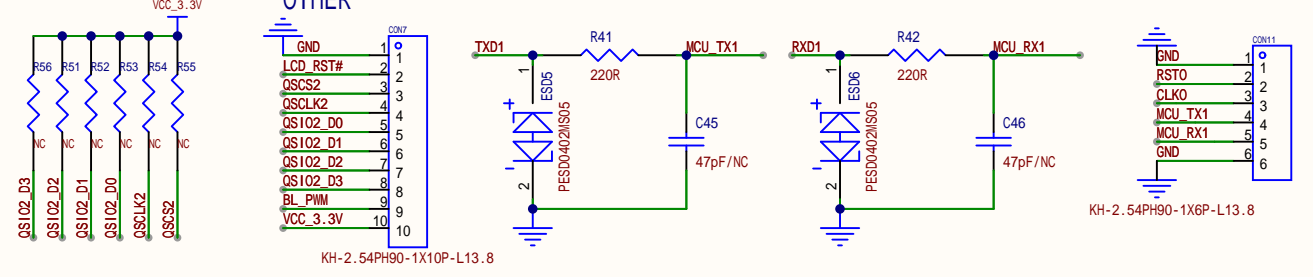 VCC_3.3V
OTHER
R56
R51
R52
R53
R54
R55
NC
NC
NC
NC
NC
NC
QSIO2_D3
QSIO2_D2
QSIO2_D1
QSIO2_D0
QSCLK2
QSCS2
CON7
GND 1 1
LCD_RST# 2 2
QSCS2 3 3
QSCLK2 4 4
QSIO2_D0 5 5
QSIO2_D1 6 6
QSIO2_D2 7 7
QSIO2_D3 8 8
BL_PWM 9 9
VCC_3.3V 10 10
KH-2.54PH90-1X10P-L13.8
TXD1
R41
220R
MCU_TX1
1
ESD5
+
-
PESD0402MS05
2
C45
47pF/NC
RXD1
R42
220R
MCU_RX1
1
ESD6
+
-
PESD0402MS05
2
C46
47pF/NC
CON11
GND 1 1
RST0 2 2
CLK0 3 3
MCU_TX1 4 4
MCU_RX1 5 5
GND 6 6
KH-2.54PH90-1X6P-L13.8